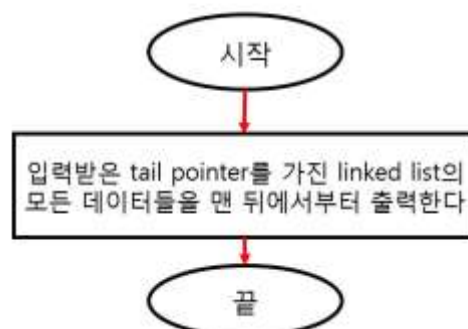 시작
입력받은 tail pointer를 가진 linked list의
모든 데이터들을 맨 뒤에서부터 출력한다
끝